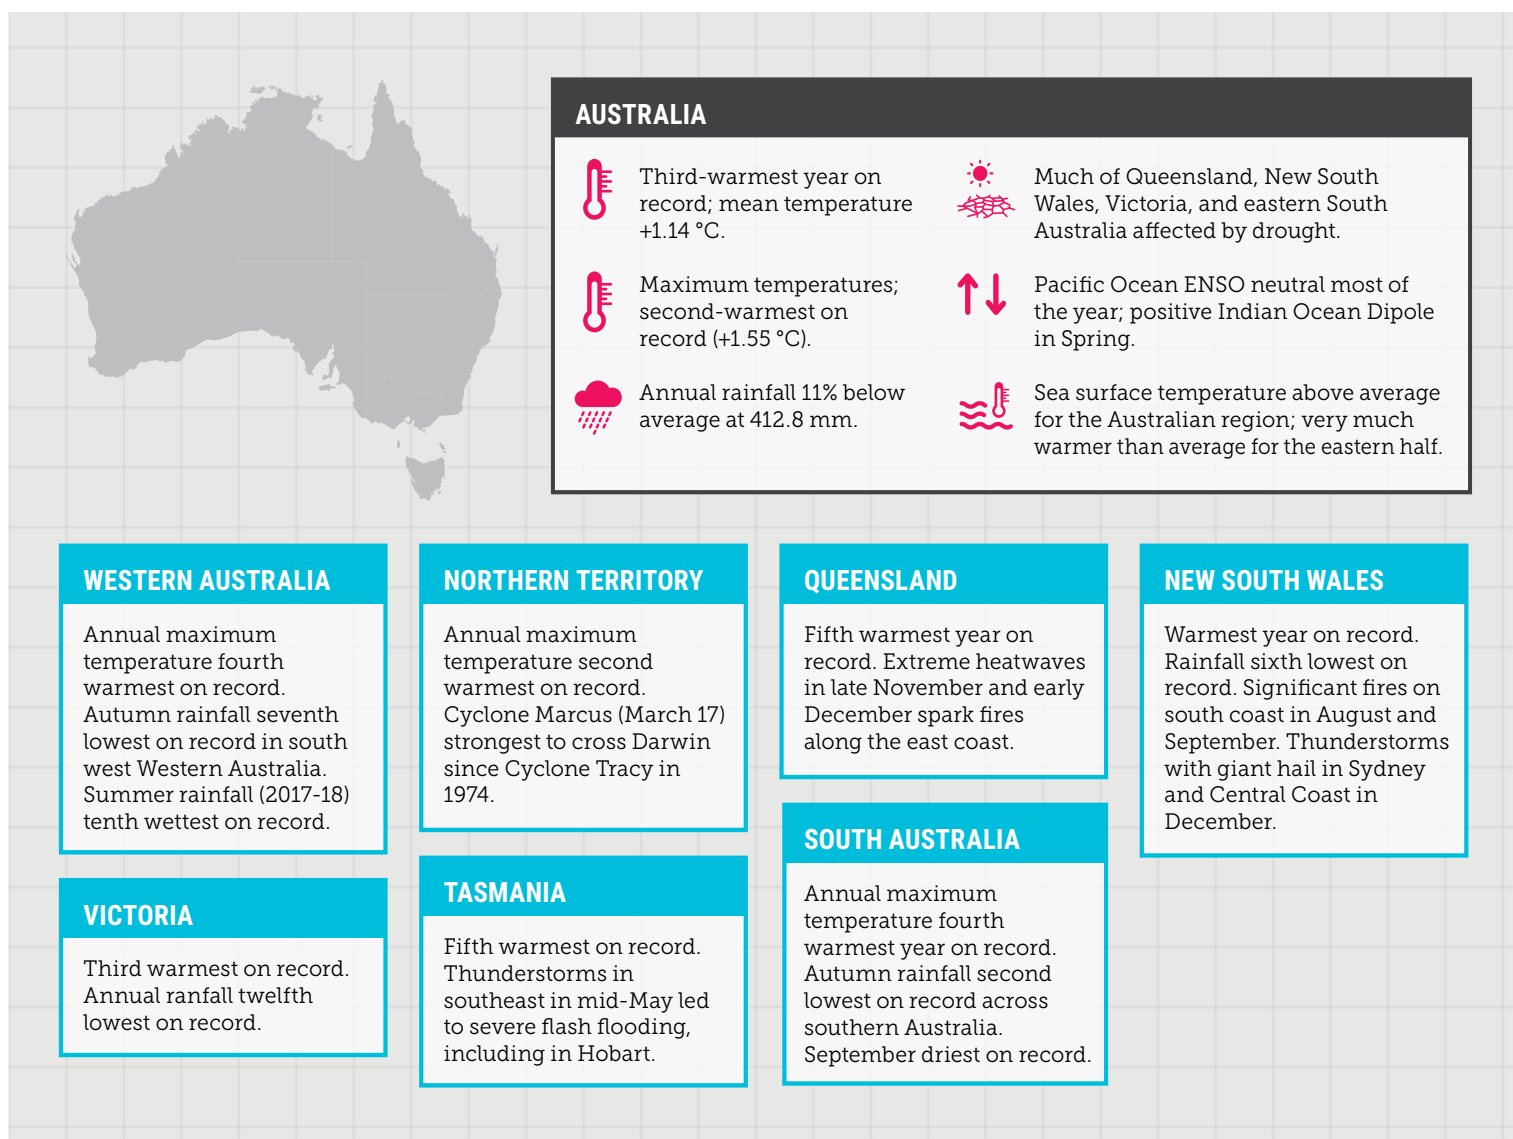 AUSTRALIA
Third-warmest year on
record; mean temperature
+1.14 °C.
Maximum temperatures;
second-warmest on
record (+1.55 °C).
Annual rainfall 11% below
average at 412.8 mm.
Much of Queensland, New South
Wales, Victoria, and eastern South
Australia affected by drought.
Pacific Ocean ENSO neutral most of
the year; positive Indian Ocean Dipole
in Spring.
Sea surface temperature above average
for the Australian region; very much
warmer than average for the eastern half.
WESTERN AUSTRALIA
Annual maximum
temperature fourth
warmest on record.
Autumn rainfall seventh
lowest on record in south
west Western Australia.
Summer rainfall (2017-18)
tenth wettest on record.
NORTHERN TERRITORY
Annual maximum
temperature second
warmest on record.
Cyclone Marcus (March 17)
strongest to cross Darwin
since Cyclone Tracy in
1974.
QUEENSLAND
Fifth warmest year on
record. Extreme heatwaves
in late November and early
December spark fires
along the east coast.
NEW SOUTH WALES
Warmest year on record.
Rainfall sixth lowest on
record. Significant fires on
south coast in August and
September. Thunderstorms
with giant hail in Sydney
and Central Coast in
December.
VICTORIA
Third warmest on record.
Annual ranfall twelfth
lowest on record.
TASMANIA
Fifth warmest on record.
Thunderstorms in
southeast in mid-May led
to severe flash flooding,
including in Hobart.
SOUTH AUSTRALIA
Annual maximum
temperature fourth
warmest year on record.
Autumn rainfall second
lowest on record across
southern Australia.
September driest on record.